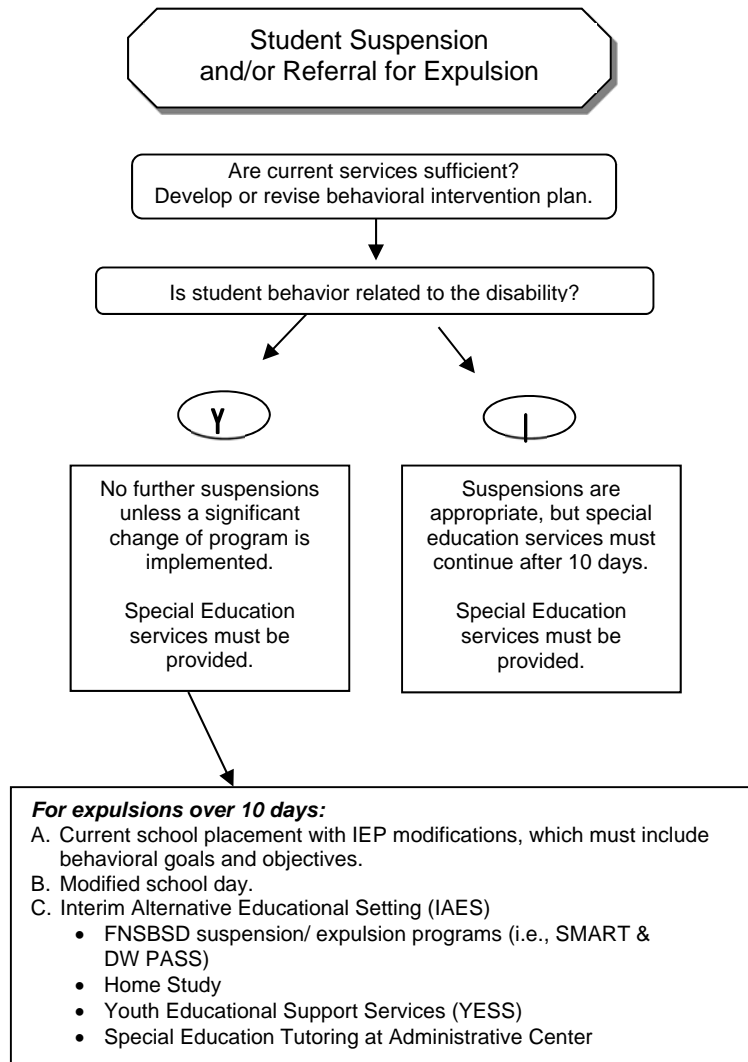 Student Suspension
and/or Referral for Expulsion
Are current services sufficient?
Develop or revise behavioral intervention plan.
Is student behavior related to the disability?
Y
No further suspensions
unless a significant
change of program is
implemented.
Special Education
services must be
provided.
Suspensions are
appropriate, but special
education services must
continue after 10 days.
Special Education
services must be
provided.
For expulsions over 10 days:
A. Current school placement with IEP modifications, which must include
behavioral goals and objectives.
B. Modified school day.
C. Interim Alternative Educational Setting (IAES)
• FNSBSD suspension/ expulsion programs (i.e., SMART &
DW PASS)
• Home Study
• Youth Educational Support Services (YESS)
• Special Education Tutoring at Administrative Center